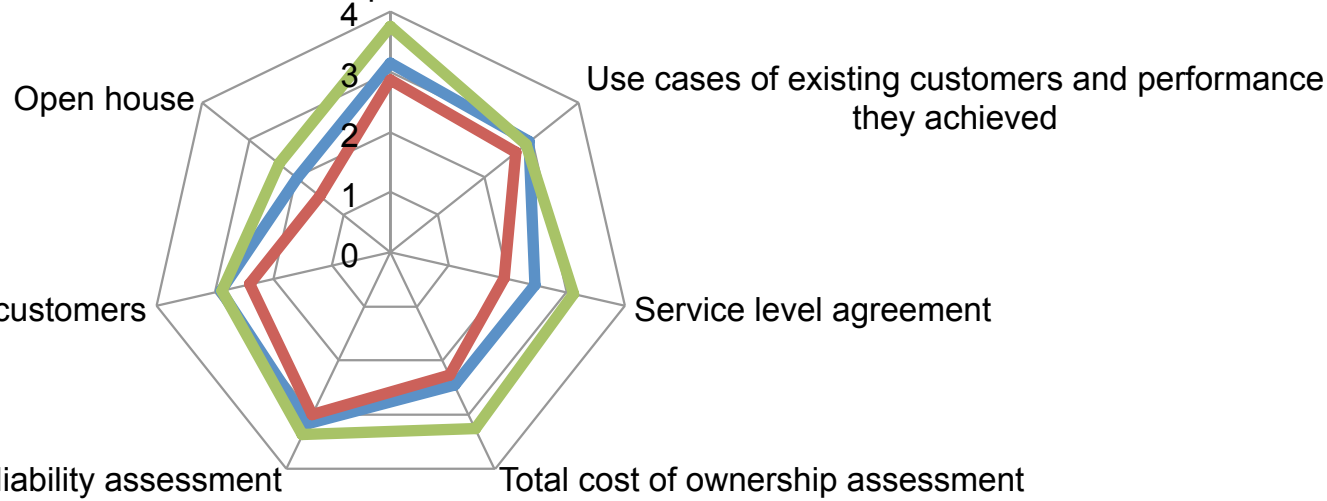 4
Use cases of existing customers and performance
they achieved
3
Open house
2
1
0
customers
Service level agreement
liability assessment
Total cost of ownership assessment